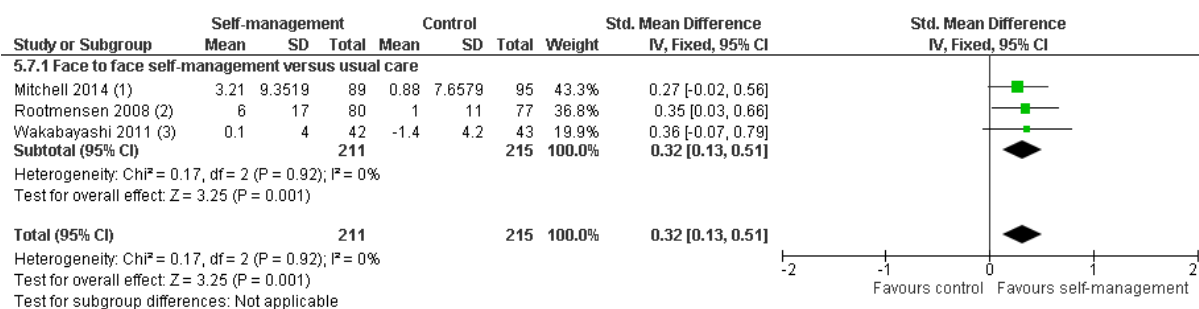 Self-management Control Std. Mean Difference Std. Mean Difference
Study or Subgroup Mean SD Total Mean SD Total Weight IV, Fixed, 95% CI IV, Fixed, 95% CI
5.7.1 Face to face self-management versus usual care
Mitchell 2014 (1) 3.21 9.3519 89 0.88 7.6579 95 43.3% 0.27 [-0.02, 0.56]
Rootmensen 2008 (2) 6 17 80 1 11 77 36.8% 0.35 [0.03, 0.66]
Wakabayashi 2011 (3) 0.1 4 42 -1.4 4.2 43 19.9% 0.36 [-0.07, 0.79]
Subtotal (95% CI) 211 215 100.0% 0.32 [0.13, 0.51]
Heterogeneity: Chi² = 0.17, df = 2 (P = 0.92); I² = 0%
Test for overall effect: Z = 3.25 (P = 0.001)
Total (95% CI) 211 215 100.0% 0.32 [0.13, 0.51]
Heterogeneity: Chi² = 0.17, df = 2 (P = 0.92); I² = 0%
Test for overall effect: Z = 3.25 (P = 0.001)
Test for subgroup differences: Not applicable
-2 -1 0 1 2
Favours control Favours self-management